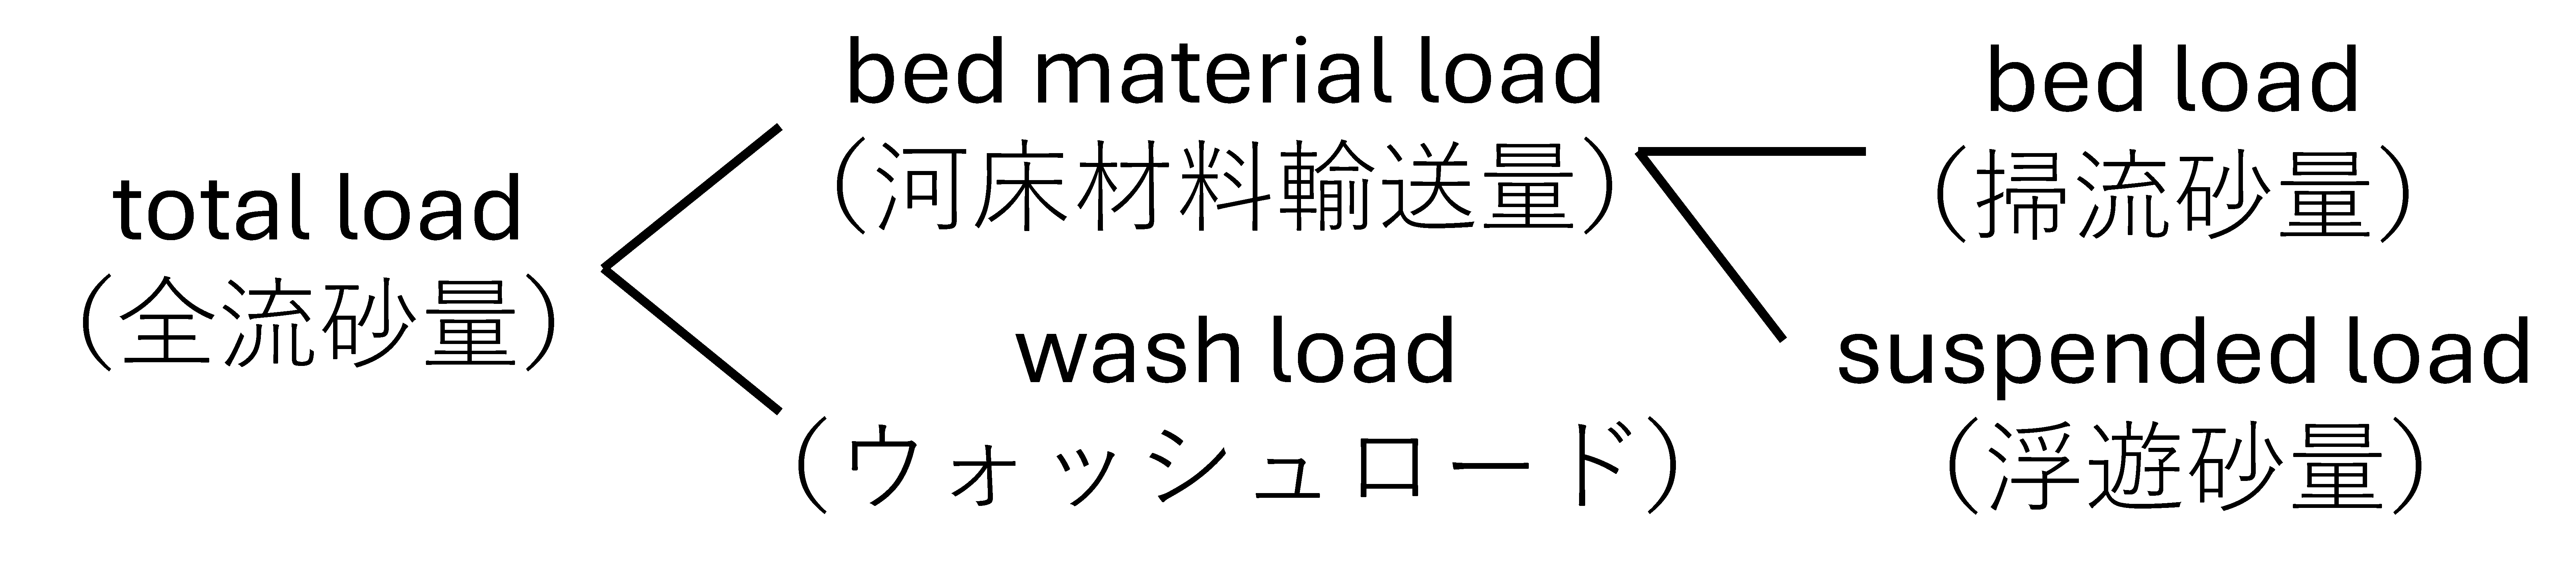 total load
（全流砂量）
bed material load
（河床材料輸送量）
wash load
（ウォッシュロード）
bed load
（掃流砂量）
suspended load
（浮遊砂量）